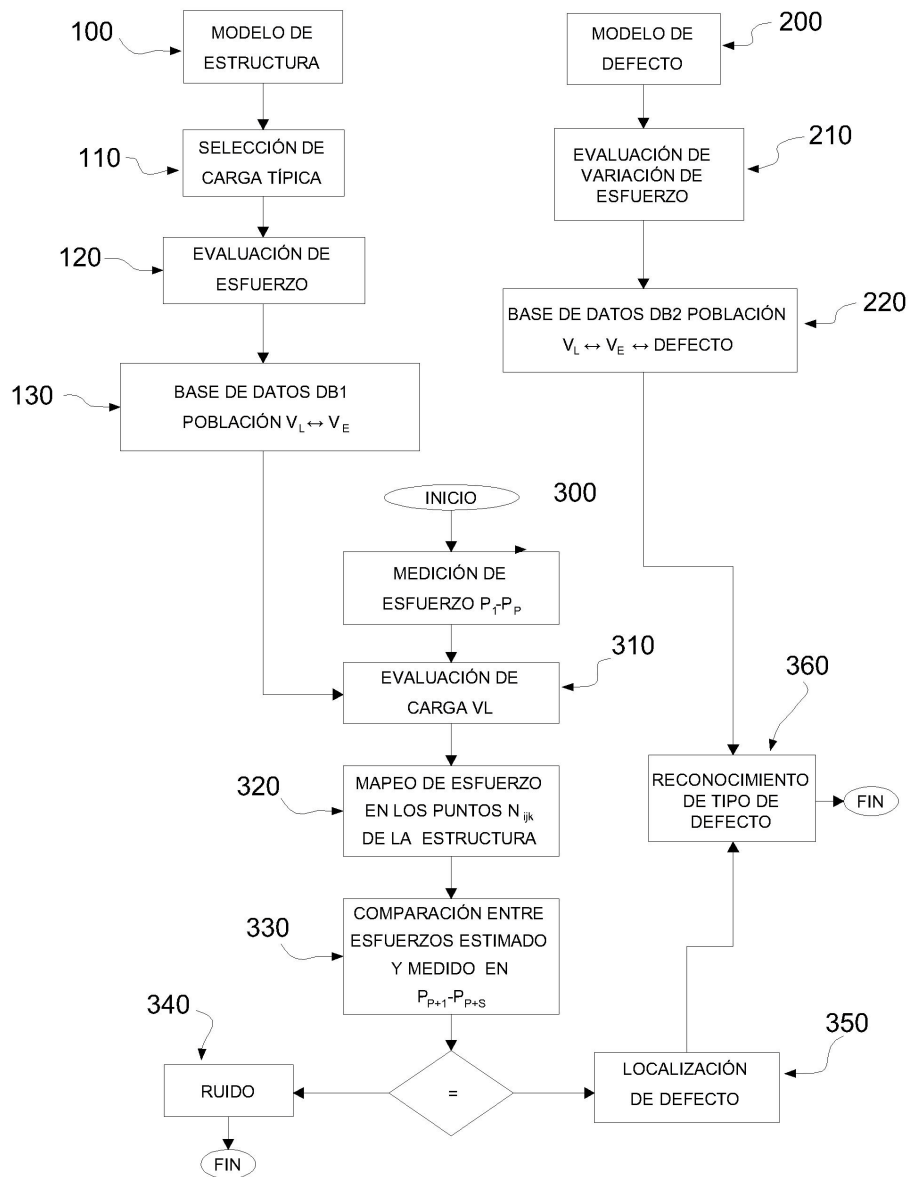 100
MODELO DE
ESTRUCTURA
110
SELECCIÓN DE
CARGA TÍPICA
120
EVALUACIÓN DE
ESFUERZO
130
BASE DE DATOS DB1
POBLACIÓN V_L ↔ V_E
200
MODELO DE
DEFECTO
210
EVALUACIÓN DE
VARIACIÓN DE
ESFUERZO
220
BASE DE DATOS DB2 POBLACIÓN
V_L ↔ V_E ↔ DEFECTO
INICIO
300
MEDICIÓN DE
ESFUERZO P_1-P_P
310
EVALUACIÓN DE
CARGA VL
320
MAPEO DE ESFUERZO
EN LOS PUNTOS N_ijk
DE LA ESTRUCTURA
330
COMPARACIÓN ENTRE
ESFUERZOS ESTIMADO
Y MEDIDO EN
P_P+1-P_P+S
=
340
RUIDO
FIN
350
LOCALIZACIÓN
DE DEFECTO
360
RECONOCIMIENTO
DE TIPO DE
DEFECTO
FIN